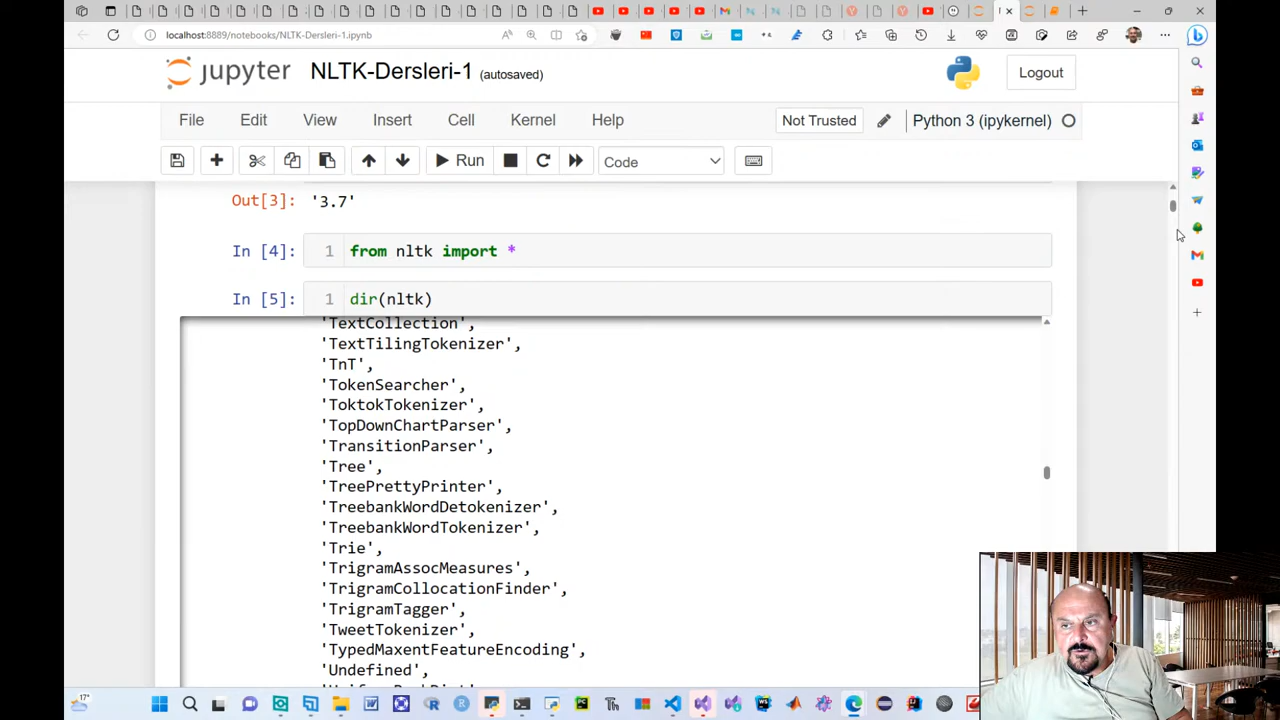 localhost:8889/notebooks/NLTK-Dersleri-1.ipynb
jupyter NLTK-Dersleri-1 (autosaved)
Logout
File Edit View Insert Cell Kernel Help
Not Trusted
Python 3 (ipykernel)
Run
Code
Out[3]: '3.7'
In [4]: 1 from nltk import *
In [5]: 1 dir(nltk)
'TextCollection',
'TextTilingTokenizer',
'TnT',
'TokenSearcher',
'ToktokTokenizer',
'TopDownChartParser',
'TransitionParser',
'Tree',
'TreePrettyPrinter',
'TreebankWordDetokenizer',
'TreebankWordTokenizer',
'Trie',
'TrigramAssocMeasures',
'TrigramCollocationFinder',
'TrigramTagger',
'TweetTokenizer',
'TypedMaxentFeatureEncoding',
'Undefined',
17°